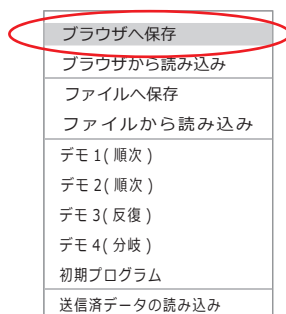 ブラウザへ保存
ブラウザから読み込み
ファイルへ保存
ファイルから読み込み
デモ 1( 順次 )
デモ 2( 順次 )
デモ 3( 反復 )
デモ 4( 分岐 )
初期プログラム
送信済データの読み込み